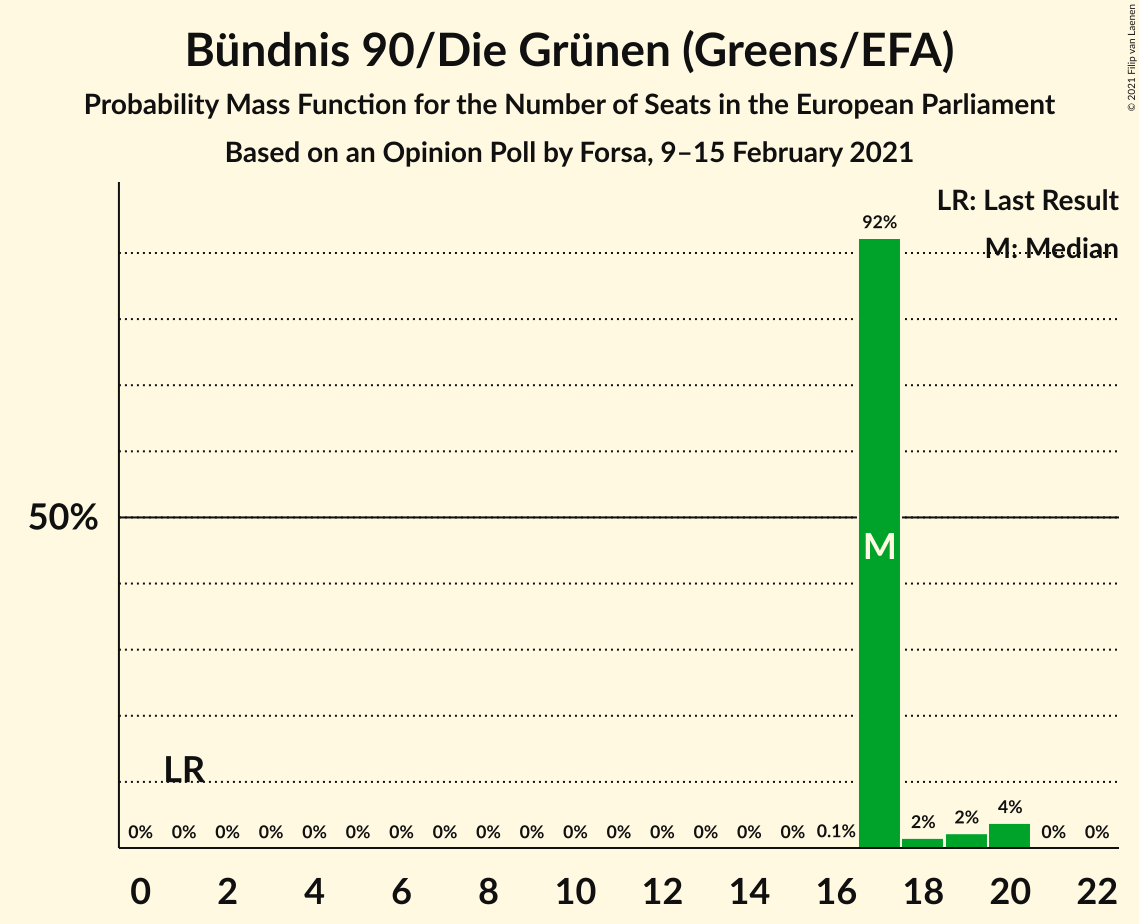 Bündnis 90/Die Grünen (Greens/EFA)
Probability Mass Function for the Number of Seats in the European Parliament
Based on an Opinion Poll by Forsa, 9–15 February 2021
© 2021 Filip van Laenen
LR: Last Result
M: Median
92%
50%
M
LR
0% 0% 0% 0% 0% 0% 0% 0% 0% 0% 0% 0% 0% 0% 0% 0% 0.1% 2% 2% 4% 0% 0%
0 2 4 6 8 10 12 14 16 18 20 22